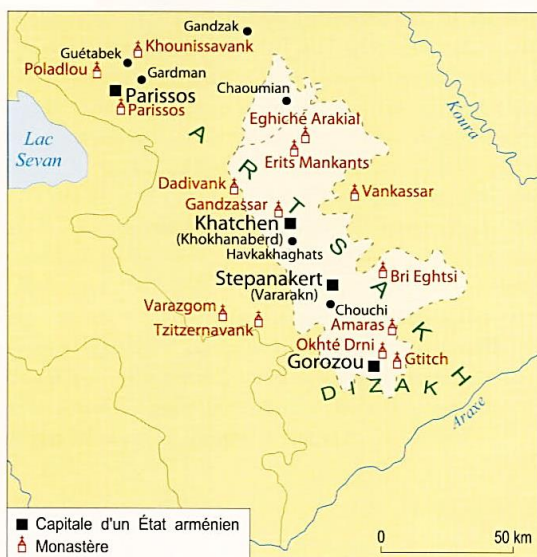 Gandzak
Khounissavank
Guétabek
Poladlou
Gardman
Parissos
Parissos
Chaoumian
Koura
Lac
Sevan
Eghiché Arakial
Erits Mankants
ARTSAKH
Dadivank
Vankassar
Gandzassar
Khatchen
(Khokhanaberd)
Havkakhaghats
Bri Eghtsi
Stepanakert
(Vararakn)
Chouchi
Varazgom
Tzitzernavank
Amaras
Okhté Drni
Gtitch
Gorozou
DIZAKH
Araxe
Capitale d'un État arménien
Monastère
0 50 km